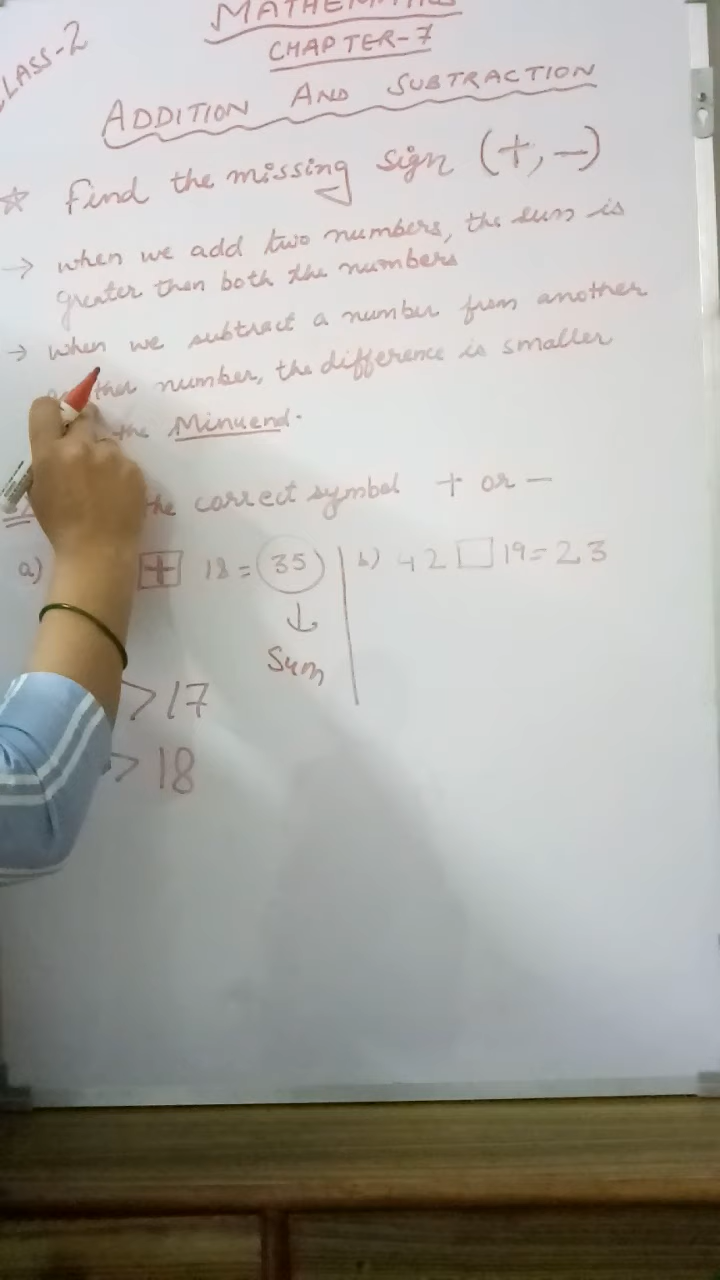 MATHEMATICS
CLASS-2
CHAPTER-7
ADDITION AND SUBTRACTION
☆ Find the missing sign (+, −)
→ when we add two numbers, the sum is
greater then both the numbers
→ when we subtract a number from another
number, the difference is smaller
the Minuend.
the correct symbol + or −
a) + 18 = 35
b) 42 □ 19 = 23
↓
Sum
> 17
> 18